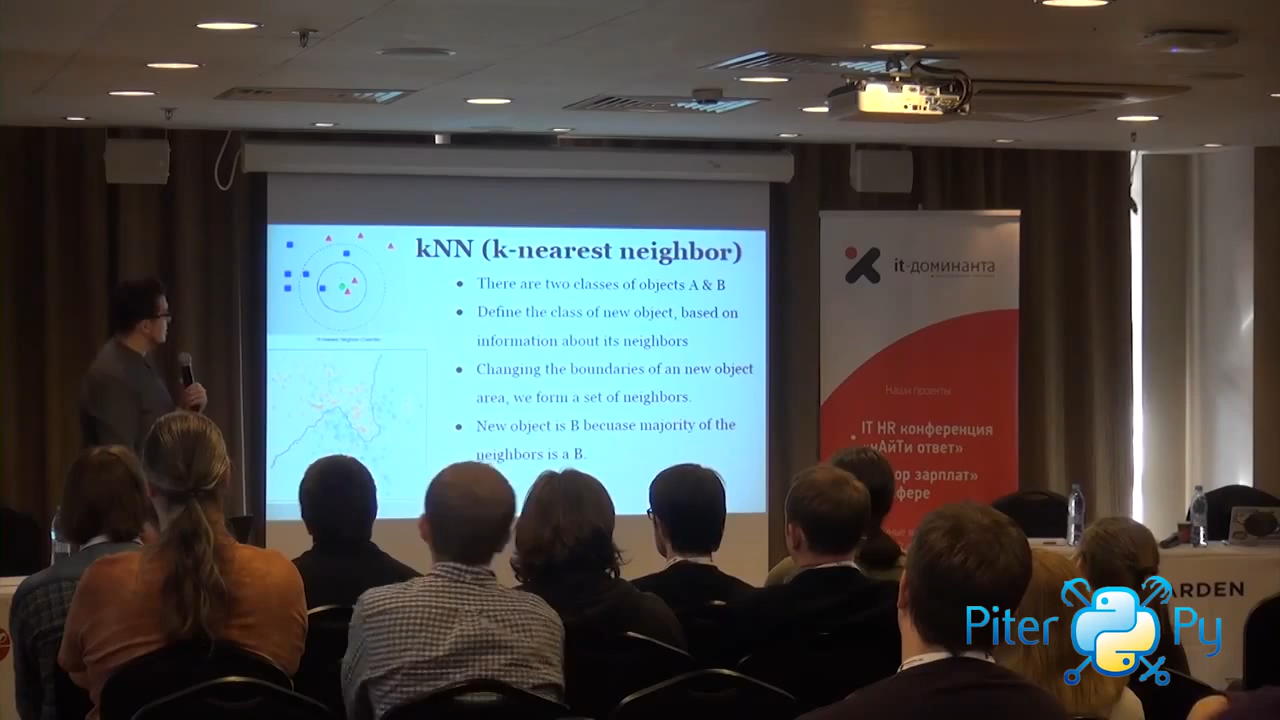 kNN (k-nearest neighbor)
• There are two classes of objects A & B
• Define the class of new object, based on
information about its neighbors
• Changing the boundaries of an new object
area, we form a set of neighbors.
• New object is B becuase majority of the
neighbors is a B.
it-доминанта
Наши проекты
IT HR конференция
«нАйТи ответ»
зарплат»
ARDEN
Piter Py